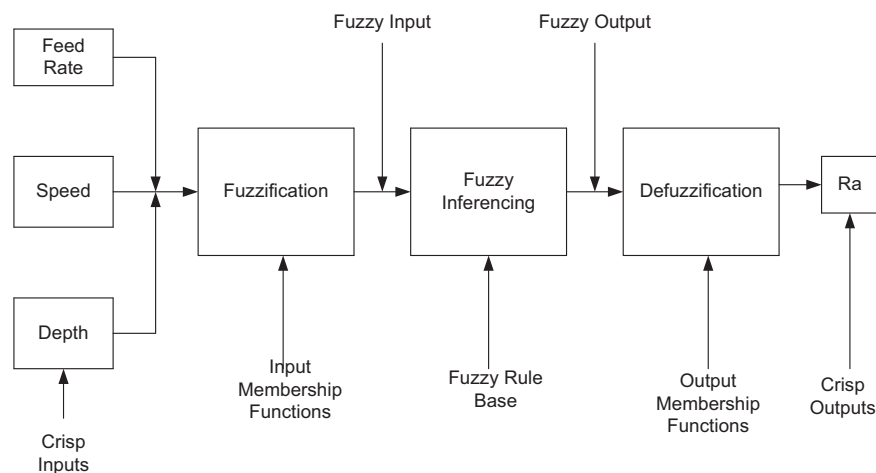 Fuzzy Input
Fuzzy Output
Feed
Rate
Speed
Fuzzification
Fuzzy
Inferencing
Defuzzification
Ra
Depth
Input
Membership
Functions
Fuzzy Rule
Base
Output
Membership
Functions
Crisp
Outputs
Crisp
Inputs